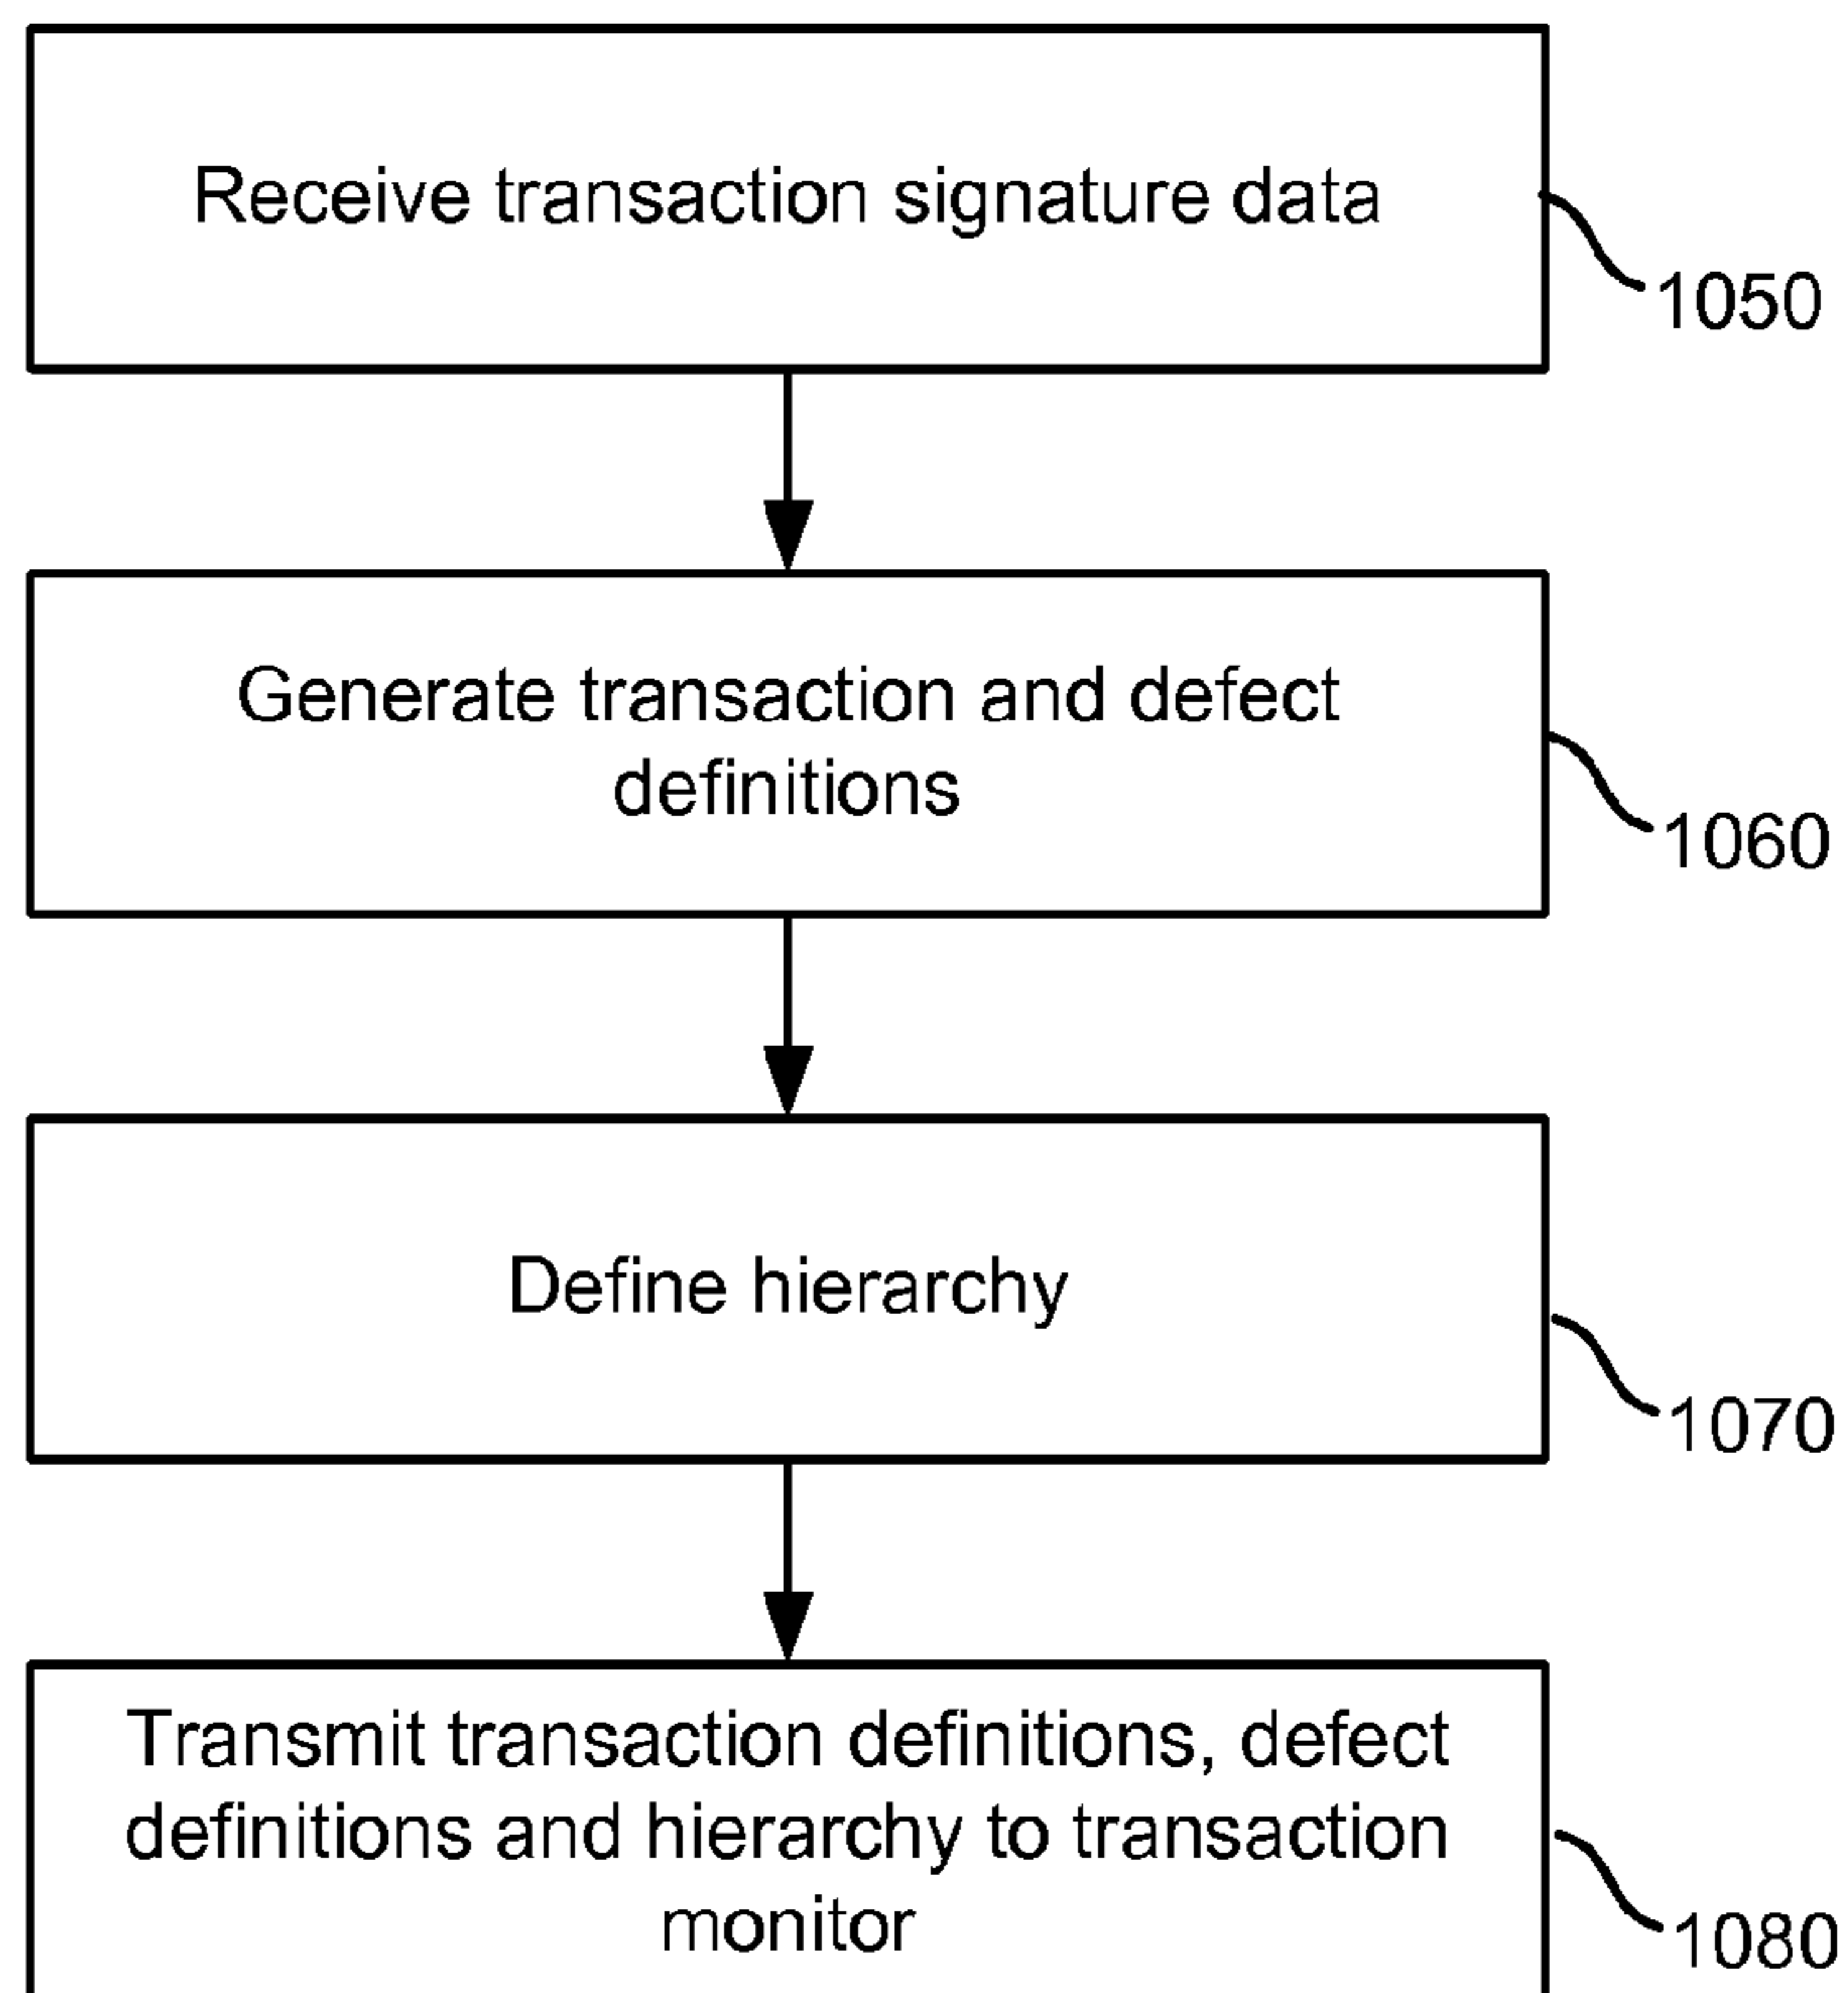 Receive transaction signature data
1050
Generate transaction and defect
definitions
1060
Define hierarchy
1070
Transmit transaction definitions, defect
definitions and hierarchy to transaction
monitor
1080